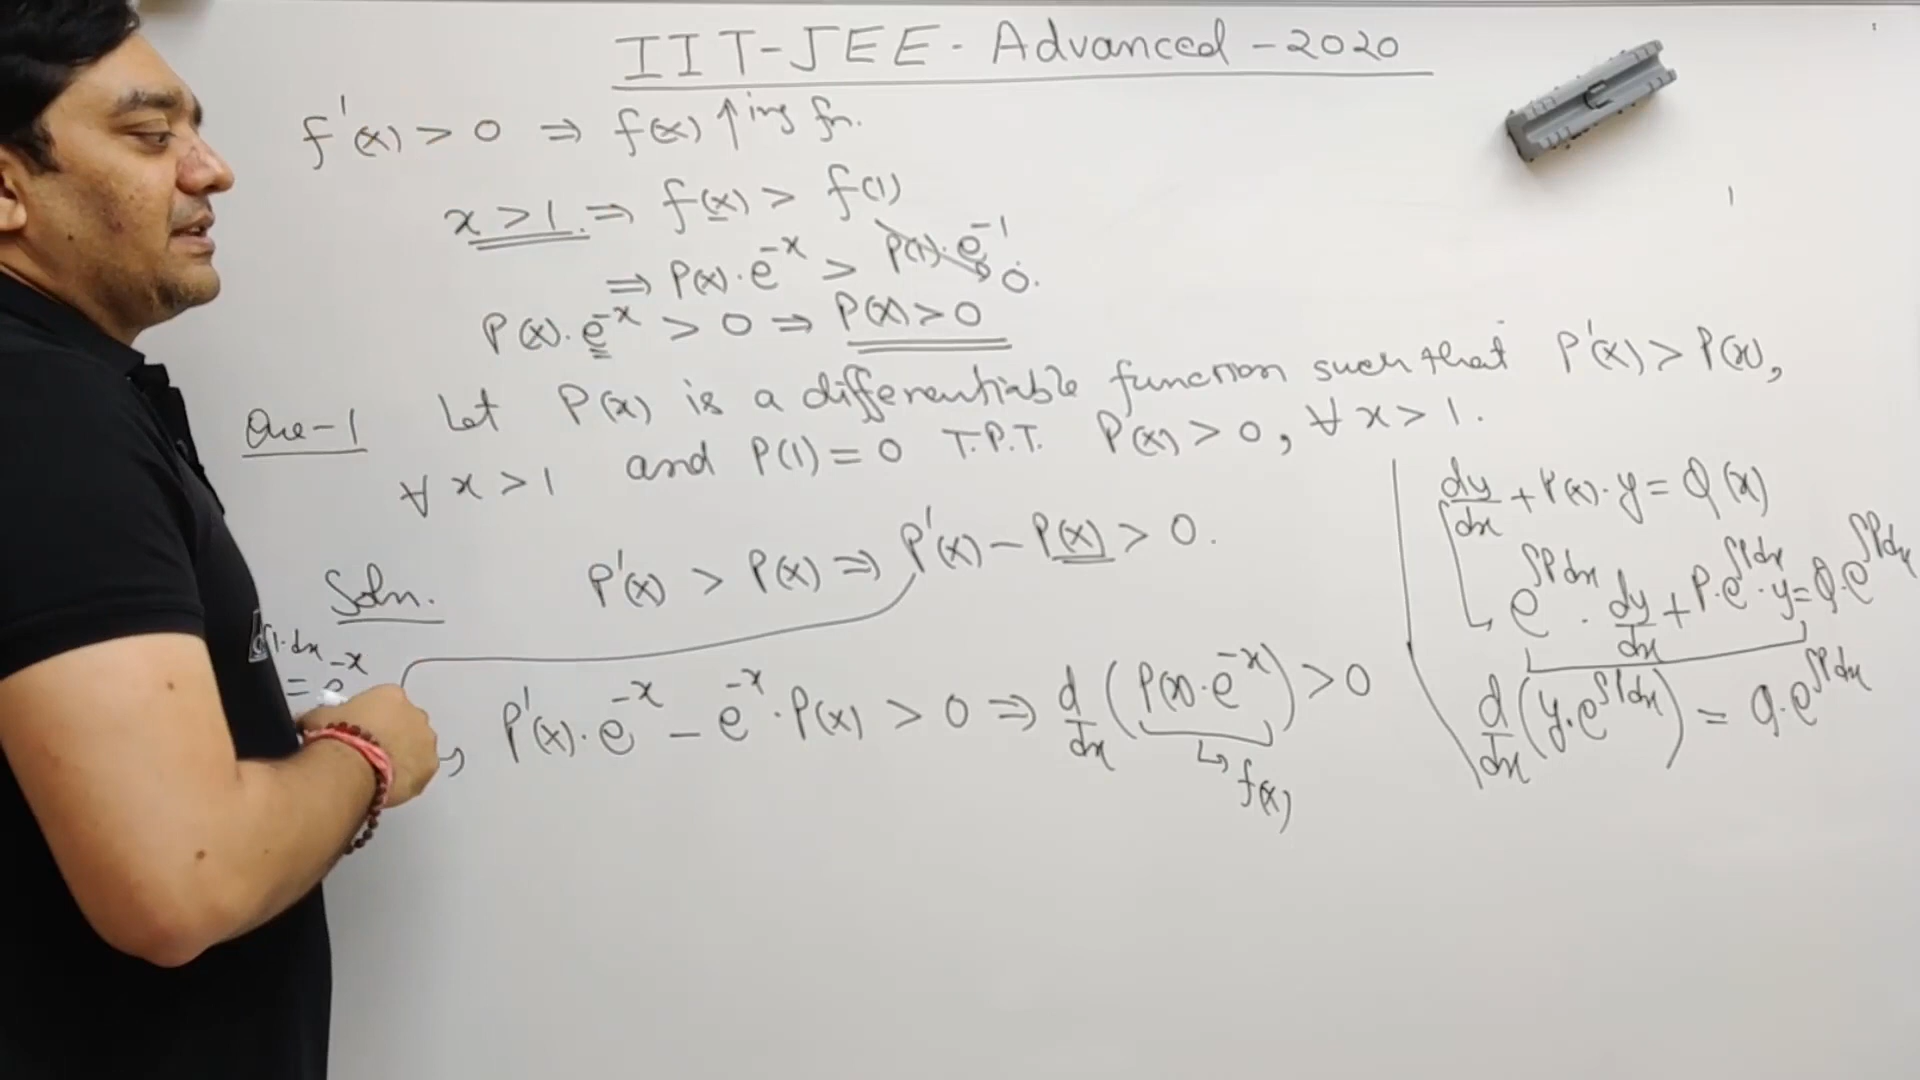 IIT-JEE-Advanced-2020
f'(x) > 0 ⇒ f(x) ↑ing fn.
x > 1. ⇒ f(x) > f(1)
⇒ P(x)·e^{-x} > P(1)·e^{-1} 0.
P(x)·e^{-x} > 0 ⇒ P(x) > 0
Que-1 Let P(x) is a differentiable function such that P'(x) > P(x),
∀ x > 1 and P(1) = 0 T.P.T. P(x) > 0, ∀ x > 1.
Soln. P'(x) > P(x) ⇒ P'(x) - P(x) > 0.
= e^{-x}
P'(x)·e^{-x} - e^{-x}·P(x) > 0 ⇒ d/dx (P(x)·e^{-x}) > 0
↳ f(x)
dy/dx + P(x)·y = Q(x)
↳ e^{∫Pdx} · dy/dx + P·e^{∫Pdx}·y = Q·e^{∫Pdx}
d/dx (y·e^{∫Pdx}) = Q·e^{∫Pdx}